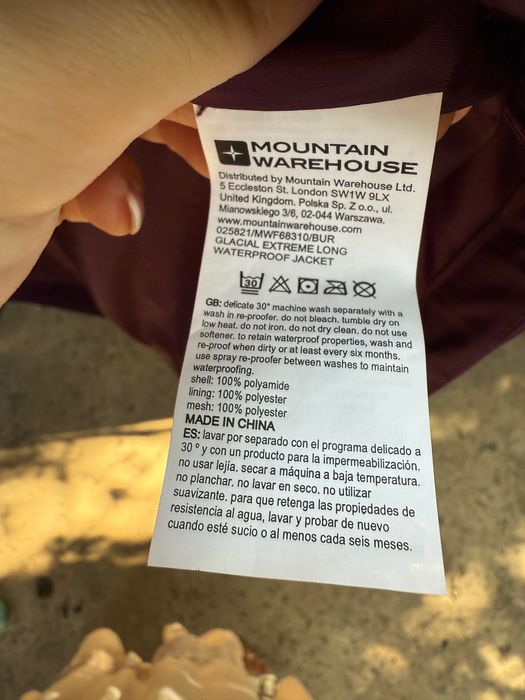 MOUNTAIN
WAREHOUSE
Distributed by Mountain Warehouse Ltd.
5 Eccleston St. London SW1W 9LX
United Kingdom. Polska Sp. Z o.o., ul.
Mianowskiego 3/6, 02-044 Warszawa.
www.mountainwarehouse.com
025821/MWF68310/BUR
GLACIAL EXTREME LONG
WATERPROOF JACKET
30
GB: delicate 30° machine wash separately with a
wash in re-proofer. do not bleach. tumble dry on
low heat. do not iron. do not dry clean. do not use
softener. to retain waterproof properties, wash and
re-proof when dirty or at least every six months.
use spray re-proofer between washes to maintain
waterproofing.
shell: 100% polyamide
lining: 100% polyester
mesh: 100% polyester
MADE IN CHINA
ES: lavar por separado con el programa delicado a
30 º y con un producto para la impermeabilización.
no usar lejía. secar a máquina a baja temperatura.
no planchar. no lavar en seco. no utilizar
suavizante. para que retenga las propiedades de
resistencia al agua, lavar y probar de nuevo
cuando esté sucio o al menos cada seis meses.